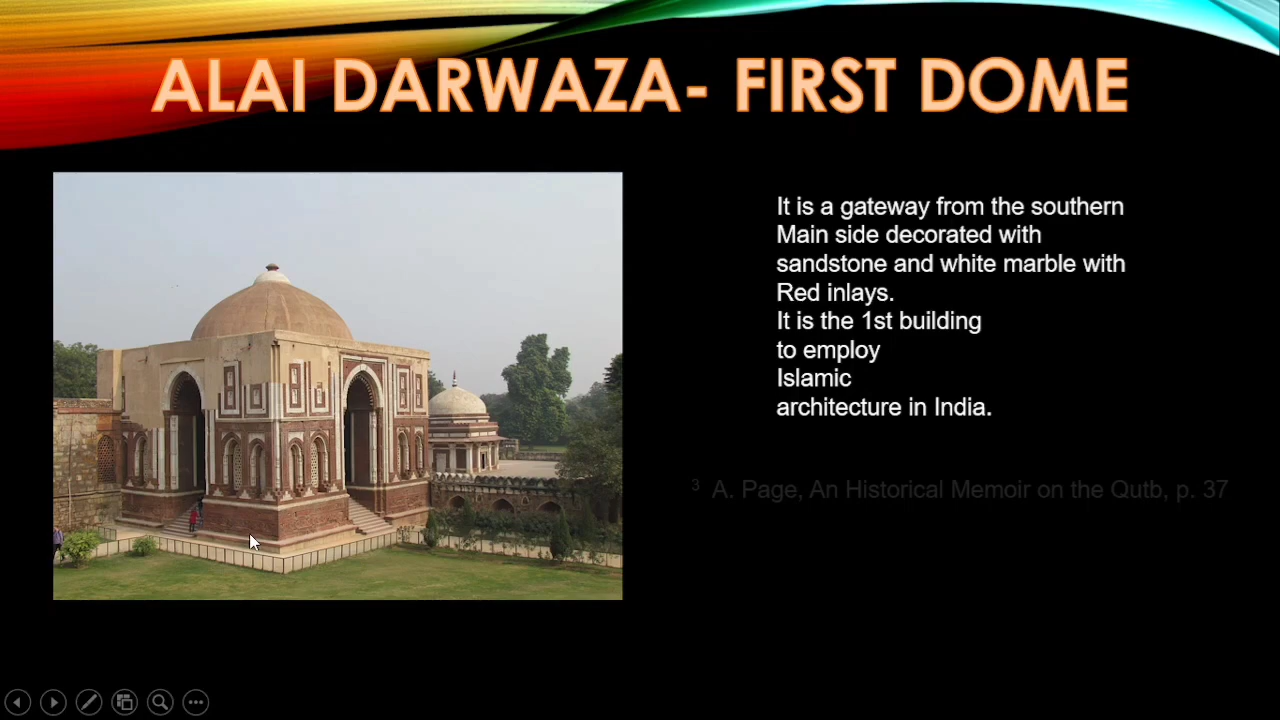 ALAI DARWAZA- FIRST DOME
It is a gateway from the southern
Main side decorated with
sandstone and white marble with
Red inlays.
It is the 1st building
to employ
Islamic
architecture in India.
3 A. Page, An Historical Memoir on the Qutb, p. 37